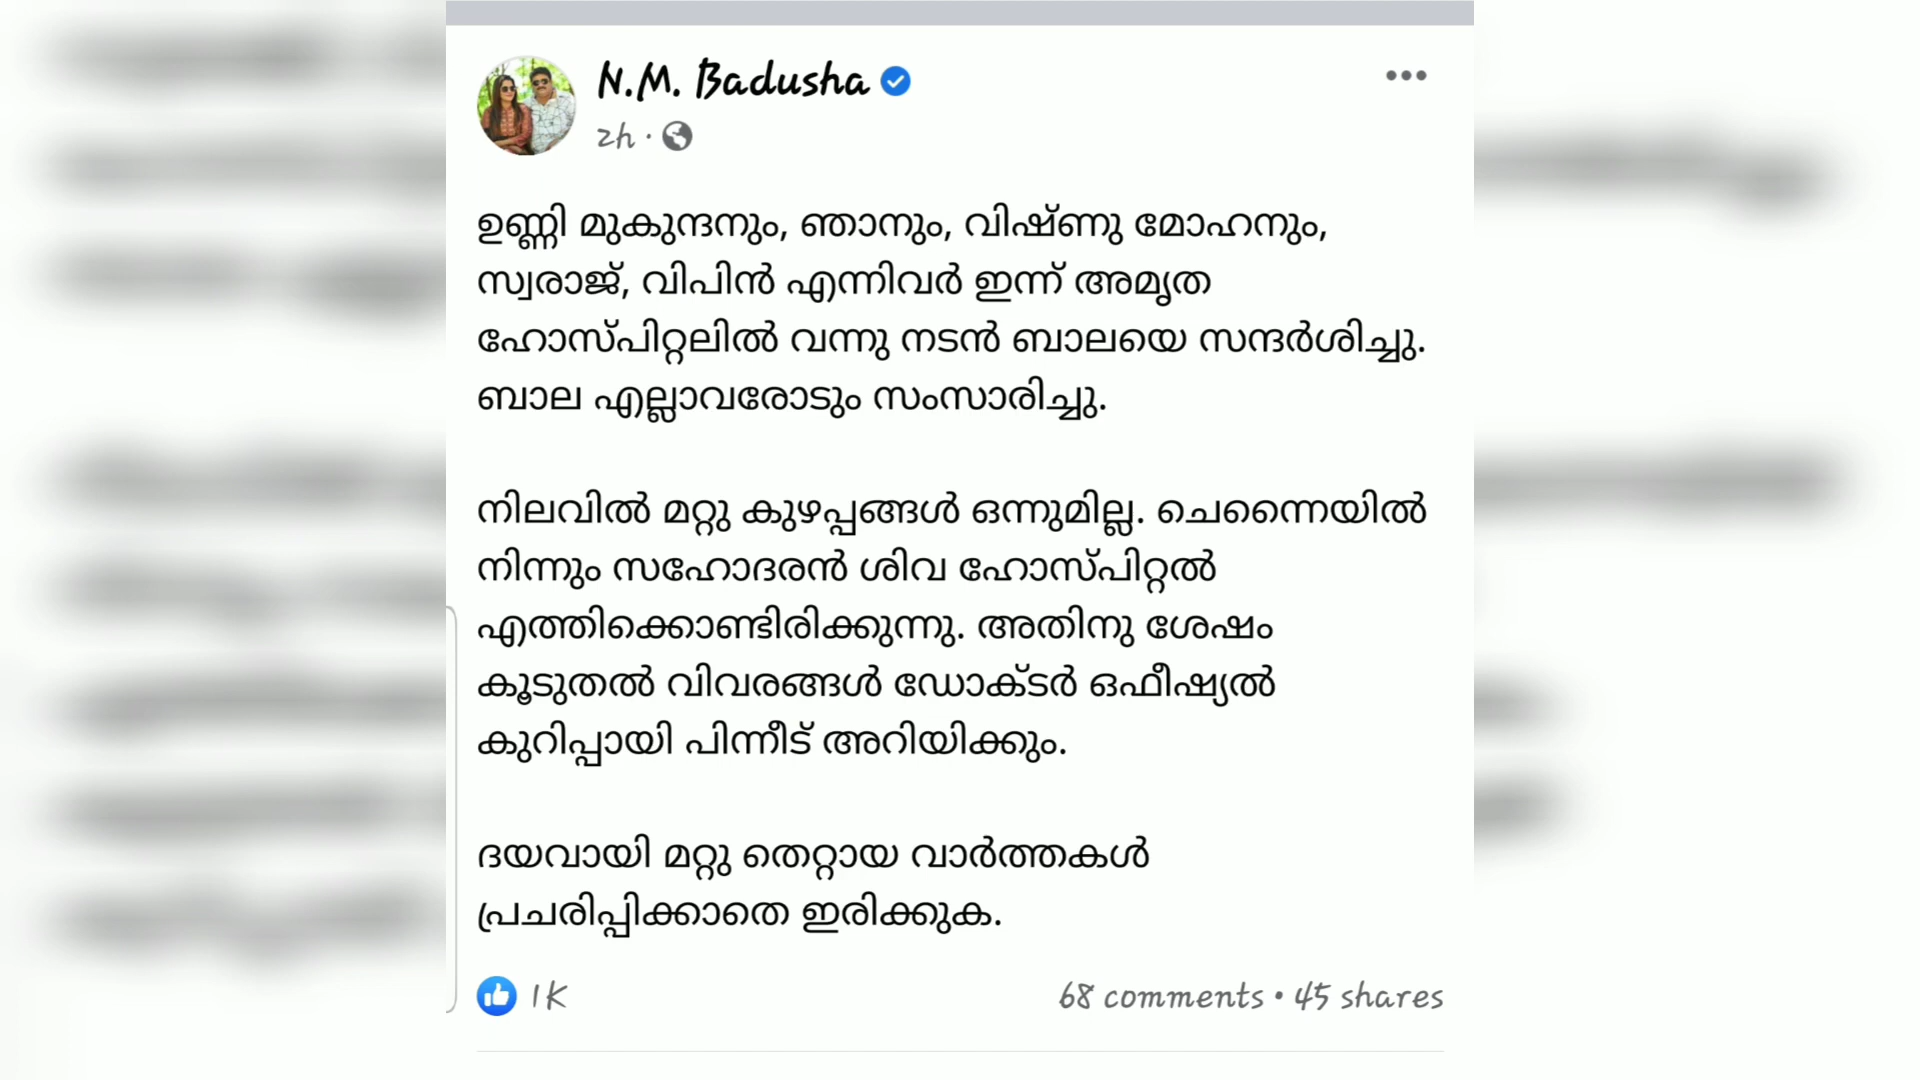 N.M. Badusha
2h ·
ഉണ്ണി മുകുന്ദനും, ഞാനും, വിഷ്ണു മോഹനും,
സ്വരാജ്, വിപിൻ എന്നിവർ ഇന്ന് അമൃത
ഹോസ്പിറ്റലിൽ വന്നു നടൻ ബാലയെ സന്ദർശിച്ചു.
ബാല എല്ലാവരോടും സംസാരിച്ചു.
നിലവിൽ മറ്റു കുഴപ്പങ്ങൾ ഒന്നുമില്ല. ചെന്നൈയിൽ
നിന്നും സഹോദരൻ ശിവ ഹോസ്പിറ്റൽ
എത്തിക്കൊണ്ടിരിക്കുന്നു. അതിനു ശേഷം
കൂടുതൽ വിവരങ്ങൾ ഡോക്ടർ ഒഫീഷ്യൽ
കുറിപ്പായി പിന്നീട് അറിയിക്കും.
ദയവായി മറ്റു തെറ്റായ വാർത്തകൾ
പ്രചരിപ്പിക്കാതെ ഇരിക്കുക.
1K 68 comments • 45 shares